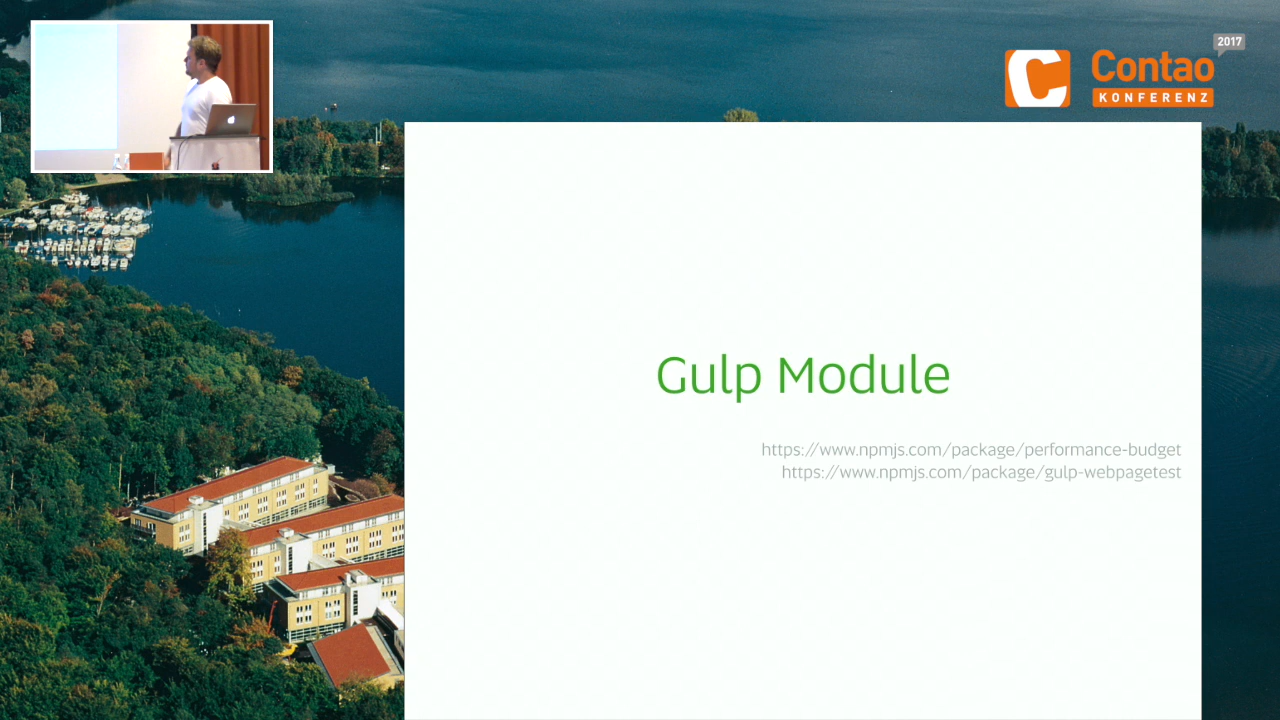 2017
Contao
KONFERENZ
Gulp Module
https://www.npmjs.com/package/performance-budget
https://www.npmjs.com/package/gulp-webpagetest